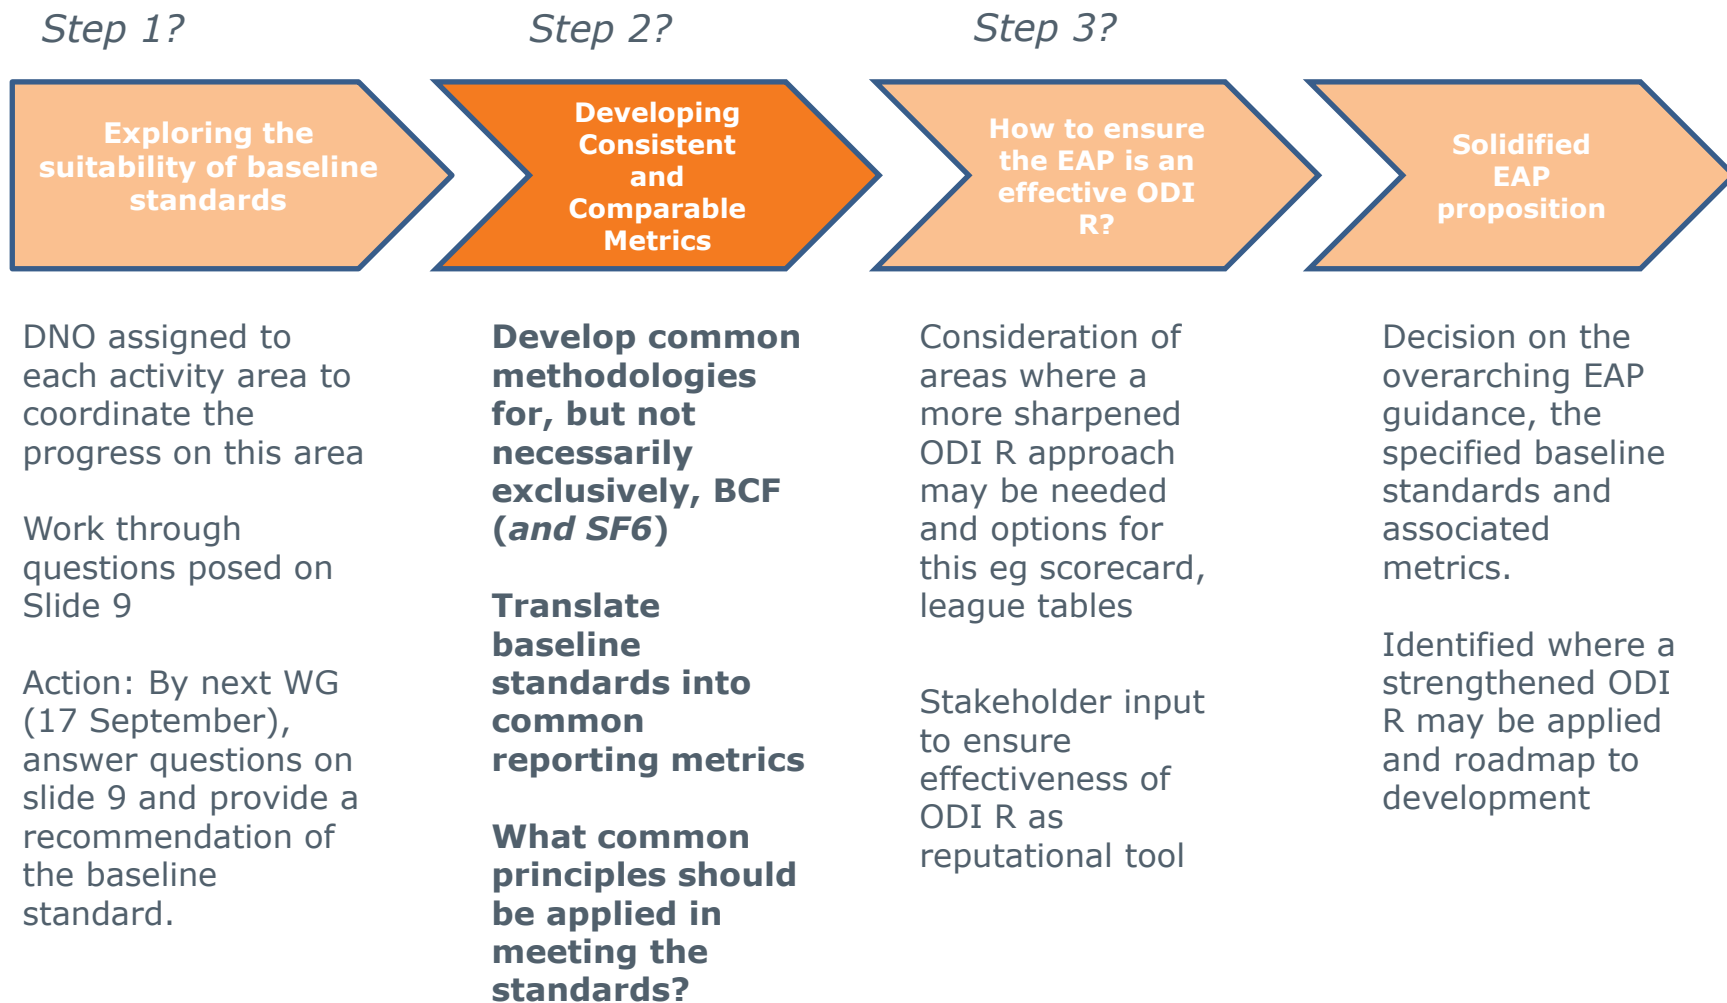 Step 1?
Step 2?
Step 3?
Exploring the
suitability of baseline
standards
Developing
Consistent
and
Comparable
Metrics
How to ensure
the EAP is an
effective ODI
R?
Solidified
EAP
proposition
DNO assigned to
each activity area to
coordinate the
progress on this area
Work through
questions posed on
Slide 9
Action: By next WG
(17 September),
answer questions on
slide 9 and provide a
recommendation of
the baseline
standard.
Develop common
methodologies
for, but not
necessarily
exclusively, BCF
(and SF6)
Translate
baseline
standards into
common
reporting metrics
What common
principles should
be applied in
meeting the
standards?
Consideration of
areas where a
more sharpened
ODI R approach
may be needed
and options for
this eg scorecard,
league tables
Stakeholder input
to ensure
effectiveness of
ODI R as
reputational tool
Decision on the
overarching EAP
guidance, the
specified baseline
standards and
associated
metrics.
Identified where a
strengthened ODI
R may be applied
and roadmap to
development